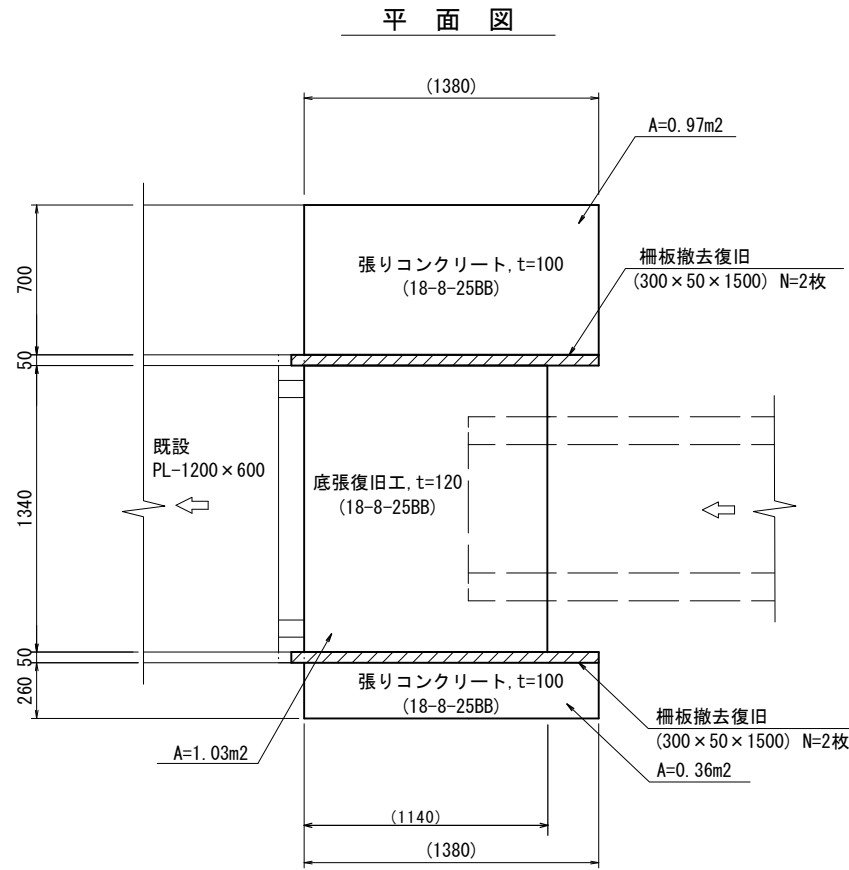 平 面 図
(1380)
A=0.97m2
700
張りコンクリート, t=100
(18-8-25BB)
柵板撤去復旧
(300×50×1500) N=2枚
50
既設
PL-1200×600
1340
底張復旧工, t=120
(18-8-25BB)
50
260
張りコンクリート, t=100
(18-8-25BB)
柵板撤去復旧
(300×50×1500) N=2枚
A=1.03m2
A=0.36m2
(1140)
(1380)